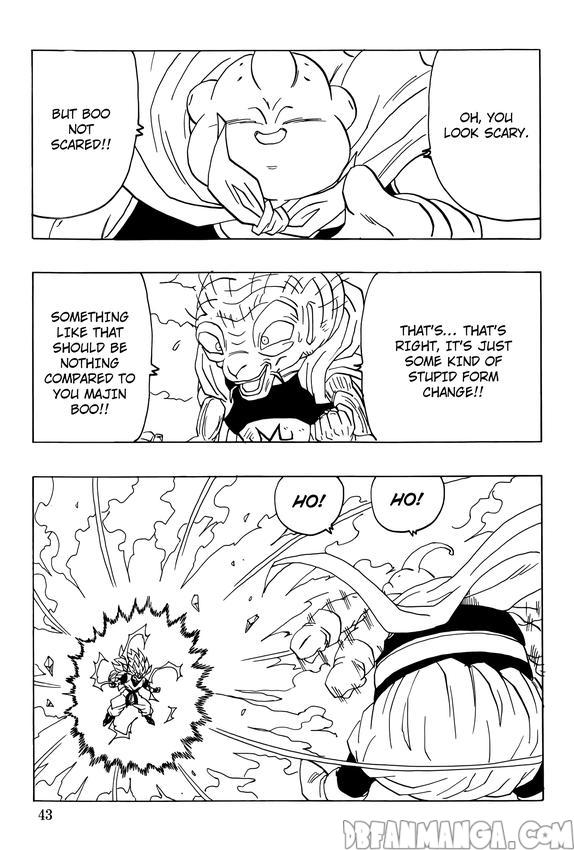 OH, YOU
LOOK SCARY.
BUT BOO
NOT
SCARED!!
THAT'S... THAT'S
RIGHT, IT'S JUST
SOME KIND OF
STUPID FORM
CHANGE!!
SOMETHING
LIKE THAT
SHOULD BE
NOTHING
COMPARED TO
YOU MAJIN
BOO!!
HO!
HO!
43
DBFANMANGA.COM